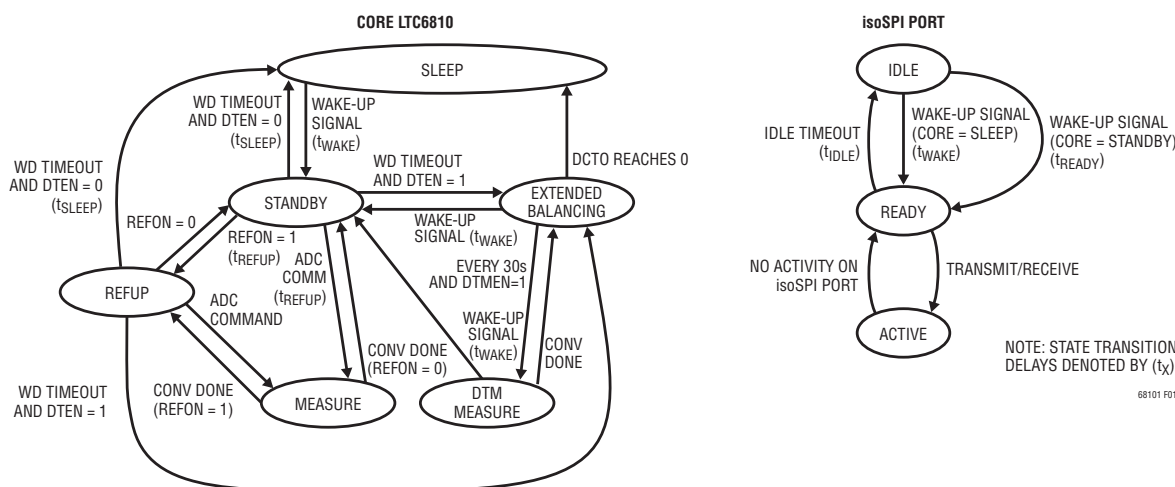 CORE LTC6810
SLEEP
WD TIMEOUT
AND DTEN = 0
(tSLEEP)
WAKE-UP
SIGNAL
(tWAKE)
DCTO REACHES 0
WD TIMEOUT
AND DTEN = 0
(tSLEEP)
WD TIMEOUT
AND DTEN = 1
STANDBY
EXTENDED
BALANCING
WAKE-UP
SIGNAL (tWAKE)
REFON = 0
REFON = 1
(tREFUP)
ADC
COMM
(tREFUP)
EVERY 30s
AND DTMEN=1
REFUP
ADC
COMMAND
WAKE-UP
SIGNAL
(tWAKE)
CONV
DONE
CONV DONE
(REFON = 0)
WD TIMEOUT
AND DTEN = 1
CONV DONE
(REFON = 1)
MEASURE
DTM
MEASURE
isoSPI PORT
IDLE
IDLE TIMEOUT
(tIDLE)
WAKE-UP SIGNAL
(CORE = SLEEP)
(tWAKE)
WAKE-UP SIGNAL
(CORE = STANDBY)
(tREADY)
READY
NO ACTIVITY ON
isoSPI PORT
TRANSMIT/RECEIVE
ACTIVE
NOTE: STATE TRANSITION
DELAYS DENOTED BY (tX)
68101 F01